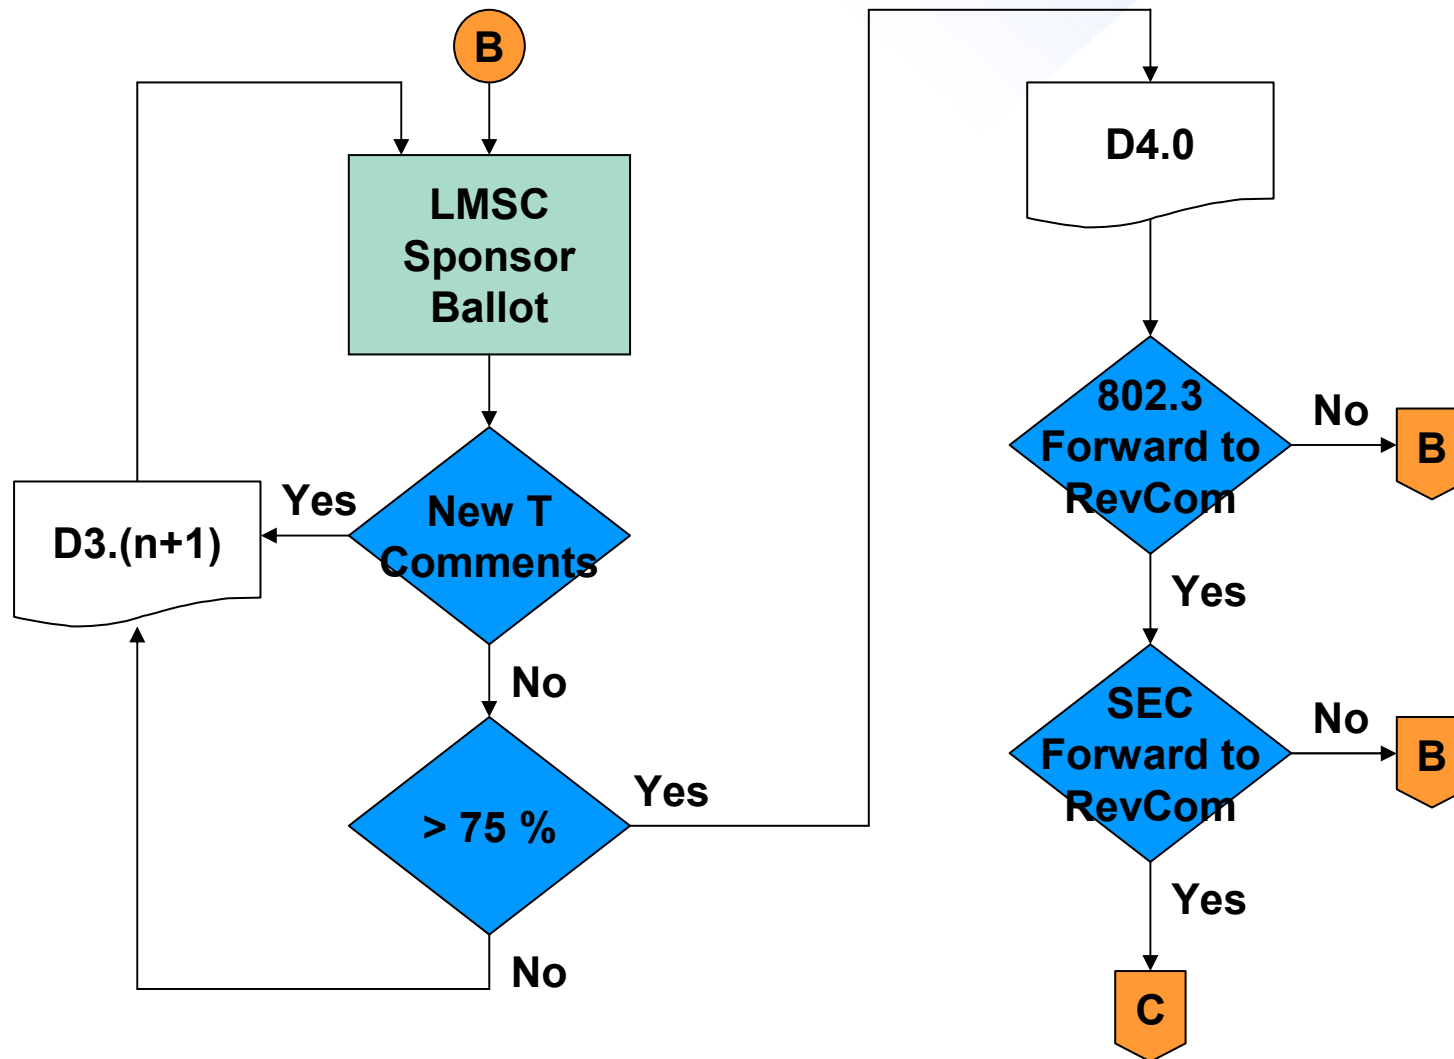 B
LMSC
Sponsor
Ballot
New T
Comments
Yes
D3.(n+1)
No
> 75 %
Yes
No
D4.0
802.3
Forward to
RevCom
No
B
Yes
SEC
Forward to
RevCom
No
B
Yes
C